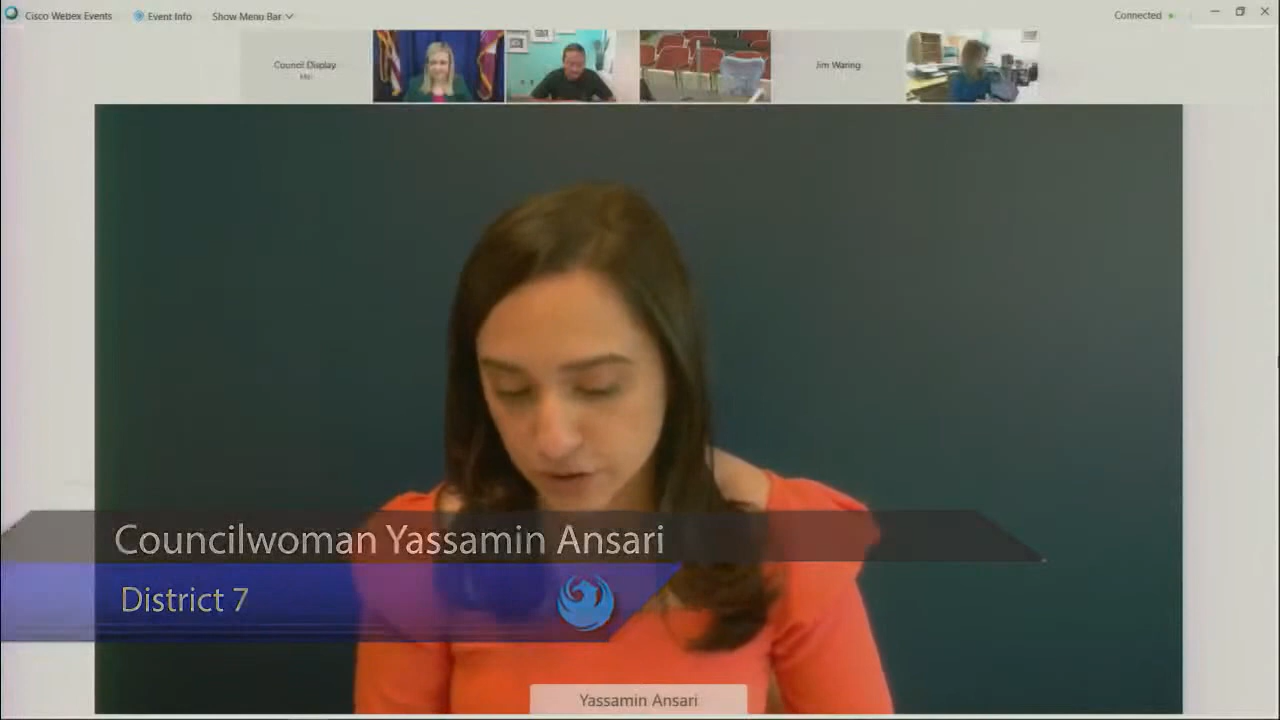 Cisco Webex Events
Event Info
Show Menu Bar
Connected
Council Display
Jim Waring
Councilwoman Yassamin Ansari
District 7
Yassamin Ansari